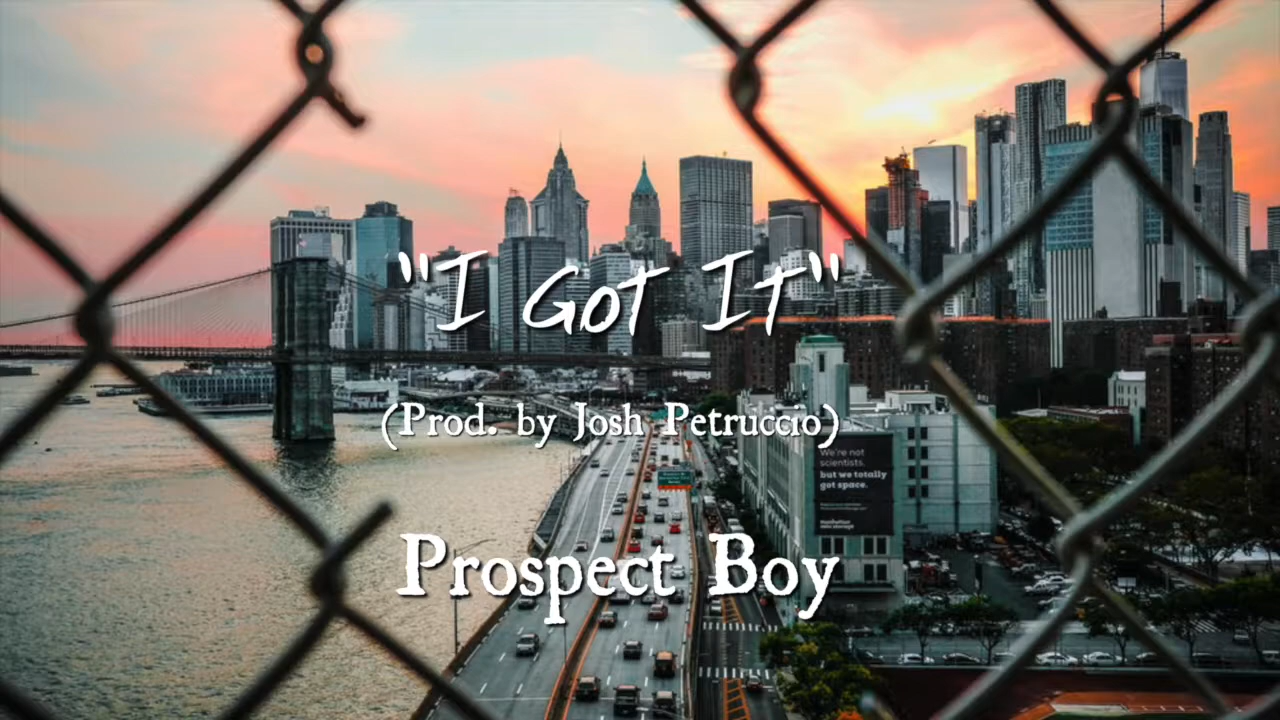 "I Got It"
(Prod. by Josh Petruccio)
Prospect Boy
We're not
scientists,
but we totally
got space.